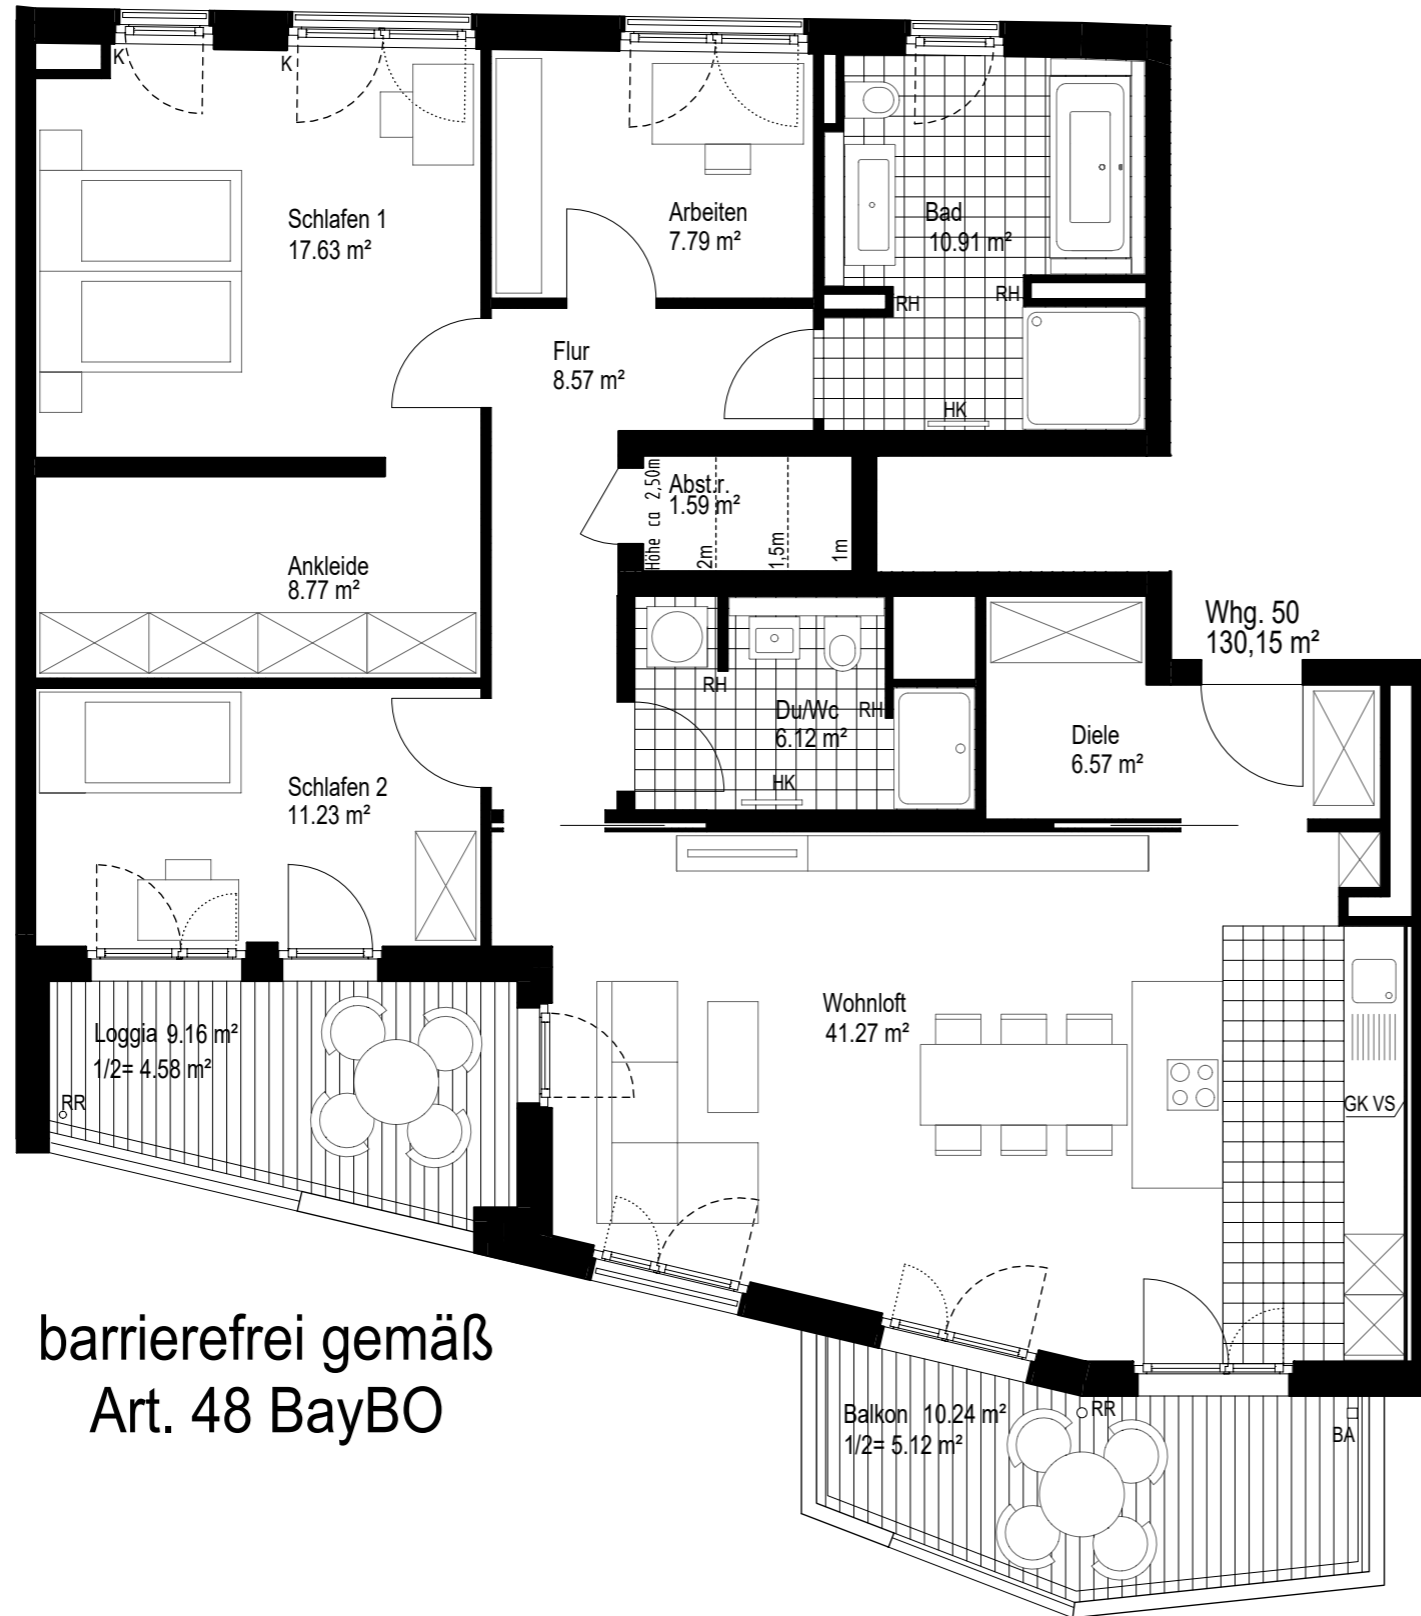 K
K
Schlafen 1
17.63 m²
Arbeiten
7.79 m²
Bad
10.91 m²
RH
RH
HK
Flur
8.57 m²
Abst.r.
1.59 m²
Höhe ca 2,50m
2m
1,5m
1m
Ankleide
8.77 m²
Whg. 50
130,15 m²
RH
Du/Wc
6.12 m²
RH
HK
Diele
6.57 m²
Schlafen 2
11.23 m²
Wohnloft
41.27 m²
Loggia 9.16 m²
1/2= 4.58 m²
RR
GK VS
barrierefrei gemäß
Art. 48 BayBO
Balkon 10.24 m²
1/2= 5.12 m²
RR
BA